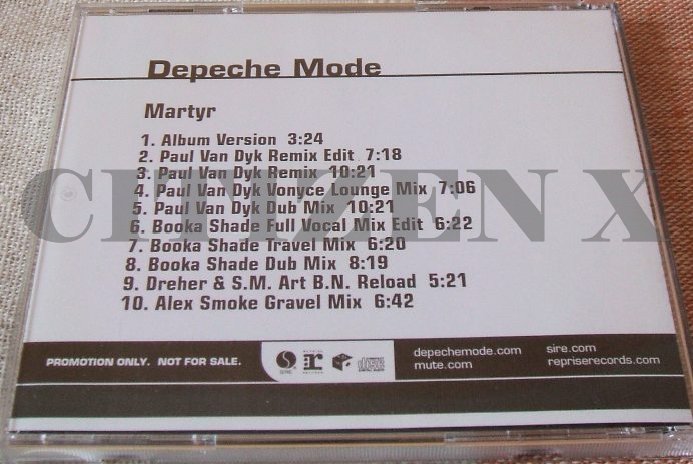 Depeche Mode
Martyr
1. Album Version 3:24
2. Paul Van Dyk Remix Edit 7:18
3. Paul Van Dyk Remix 10:21
4. Paul Van Dyk Vonyce Lounge Mix 7:06
5. Paul Van Dyk Dub Mix 10:21
6. Booka Shade Full Vocal Mix Edit 6:22
7. Booka Shade Travel Mix 6:20
8. Booka Shade Dub Mix 8:19
9. Dreher & S.M. Art B.N. Reload 5:21
10. Alex Smoke Gravel Mix 6:42
CITIZEN X
PROMOTION ONLY. NOT FOR SALE.
SIRE
depechemode.com
mute.com
sire.com
repriserecords.com